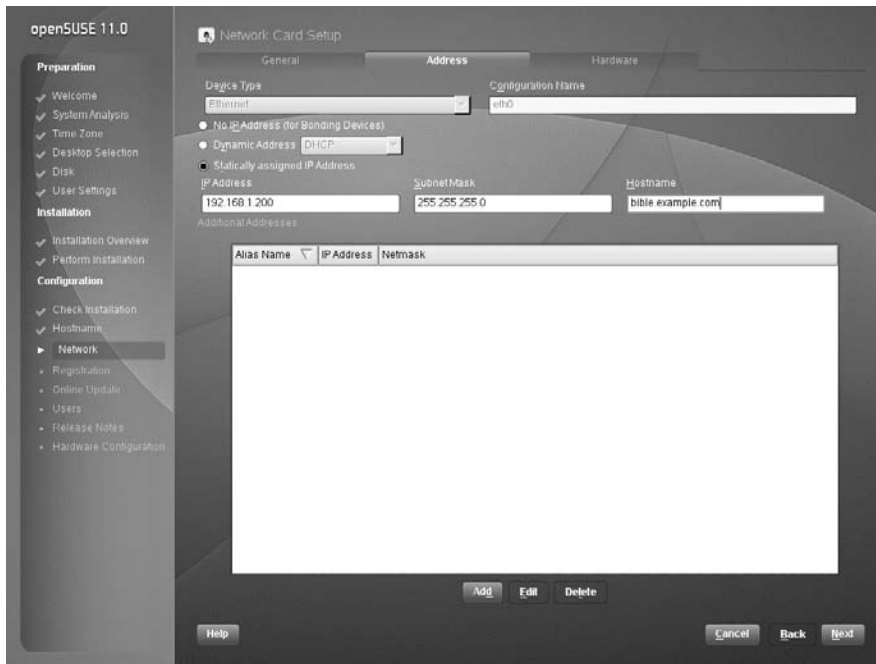 openSUSE 11.0
Preparation
Welcome
System Analysis
Time Zone
Desktop Selection
Disk
User Settings
Installation
Installation Overview
Perform Installation
Configuration
Check Installation
Hostname
Network
Registration
Online Update
Users
Release Notes
Hardware Configuration
Network Card Setup
General Address Hardware
Device Type Configuration Name
Ethernet eth0
No IP Address (for Bonding Devices)
Dynamic Address DHCP
Statically assigned IP Address
IP Address Subnet Mask Hostname
192.168.1.200 255.255.255.0 bible.example.com
Additional Addresses
Alias Name IP Address Netmask
Add Edit Delete
Help Cancel Back Next